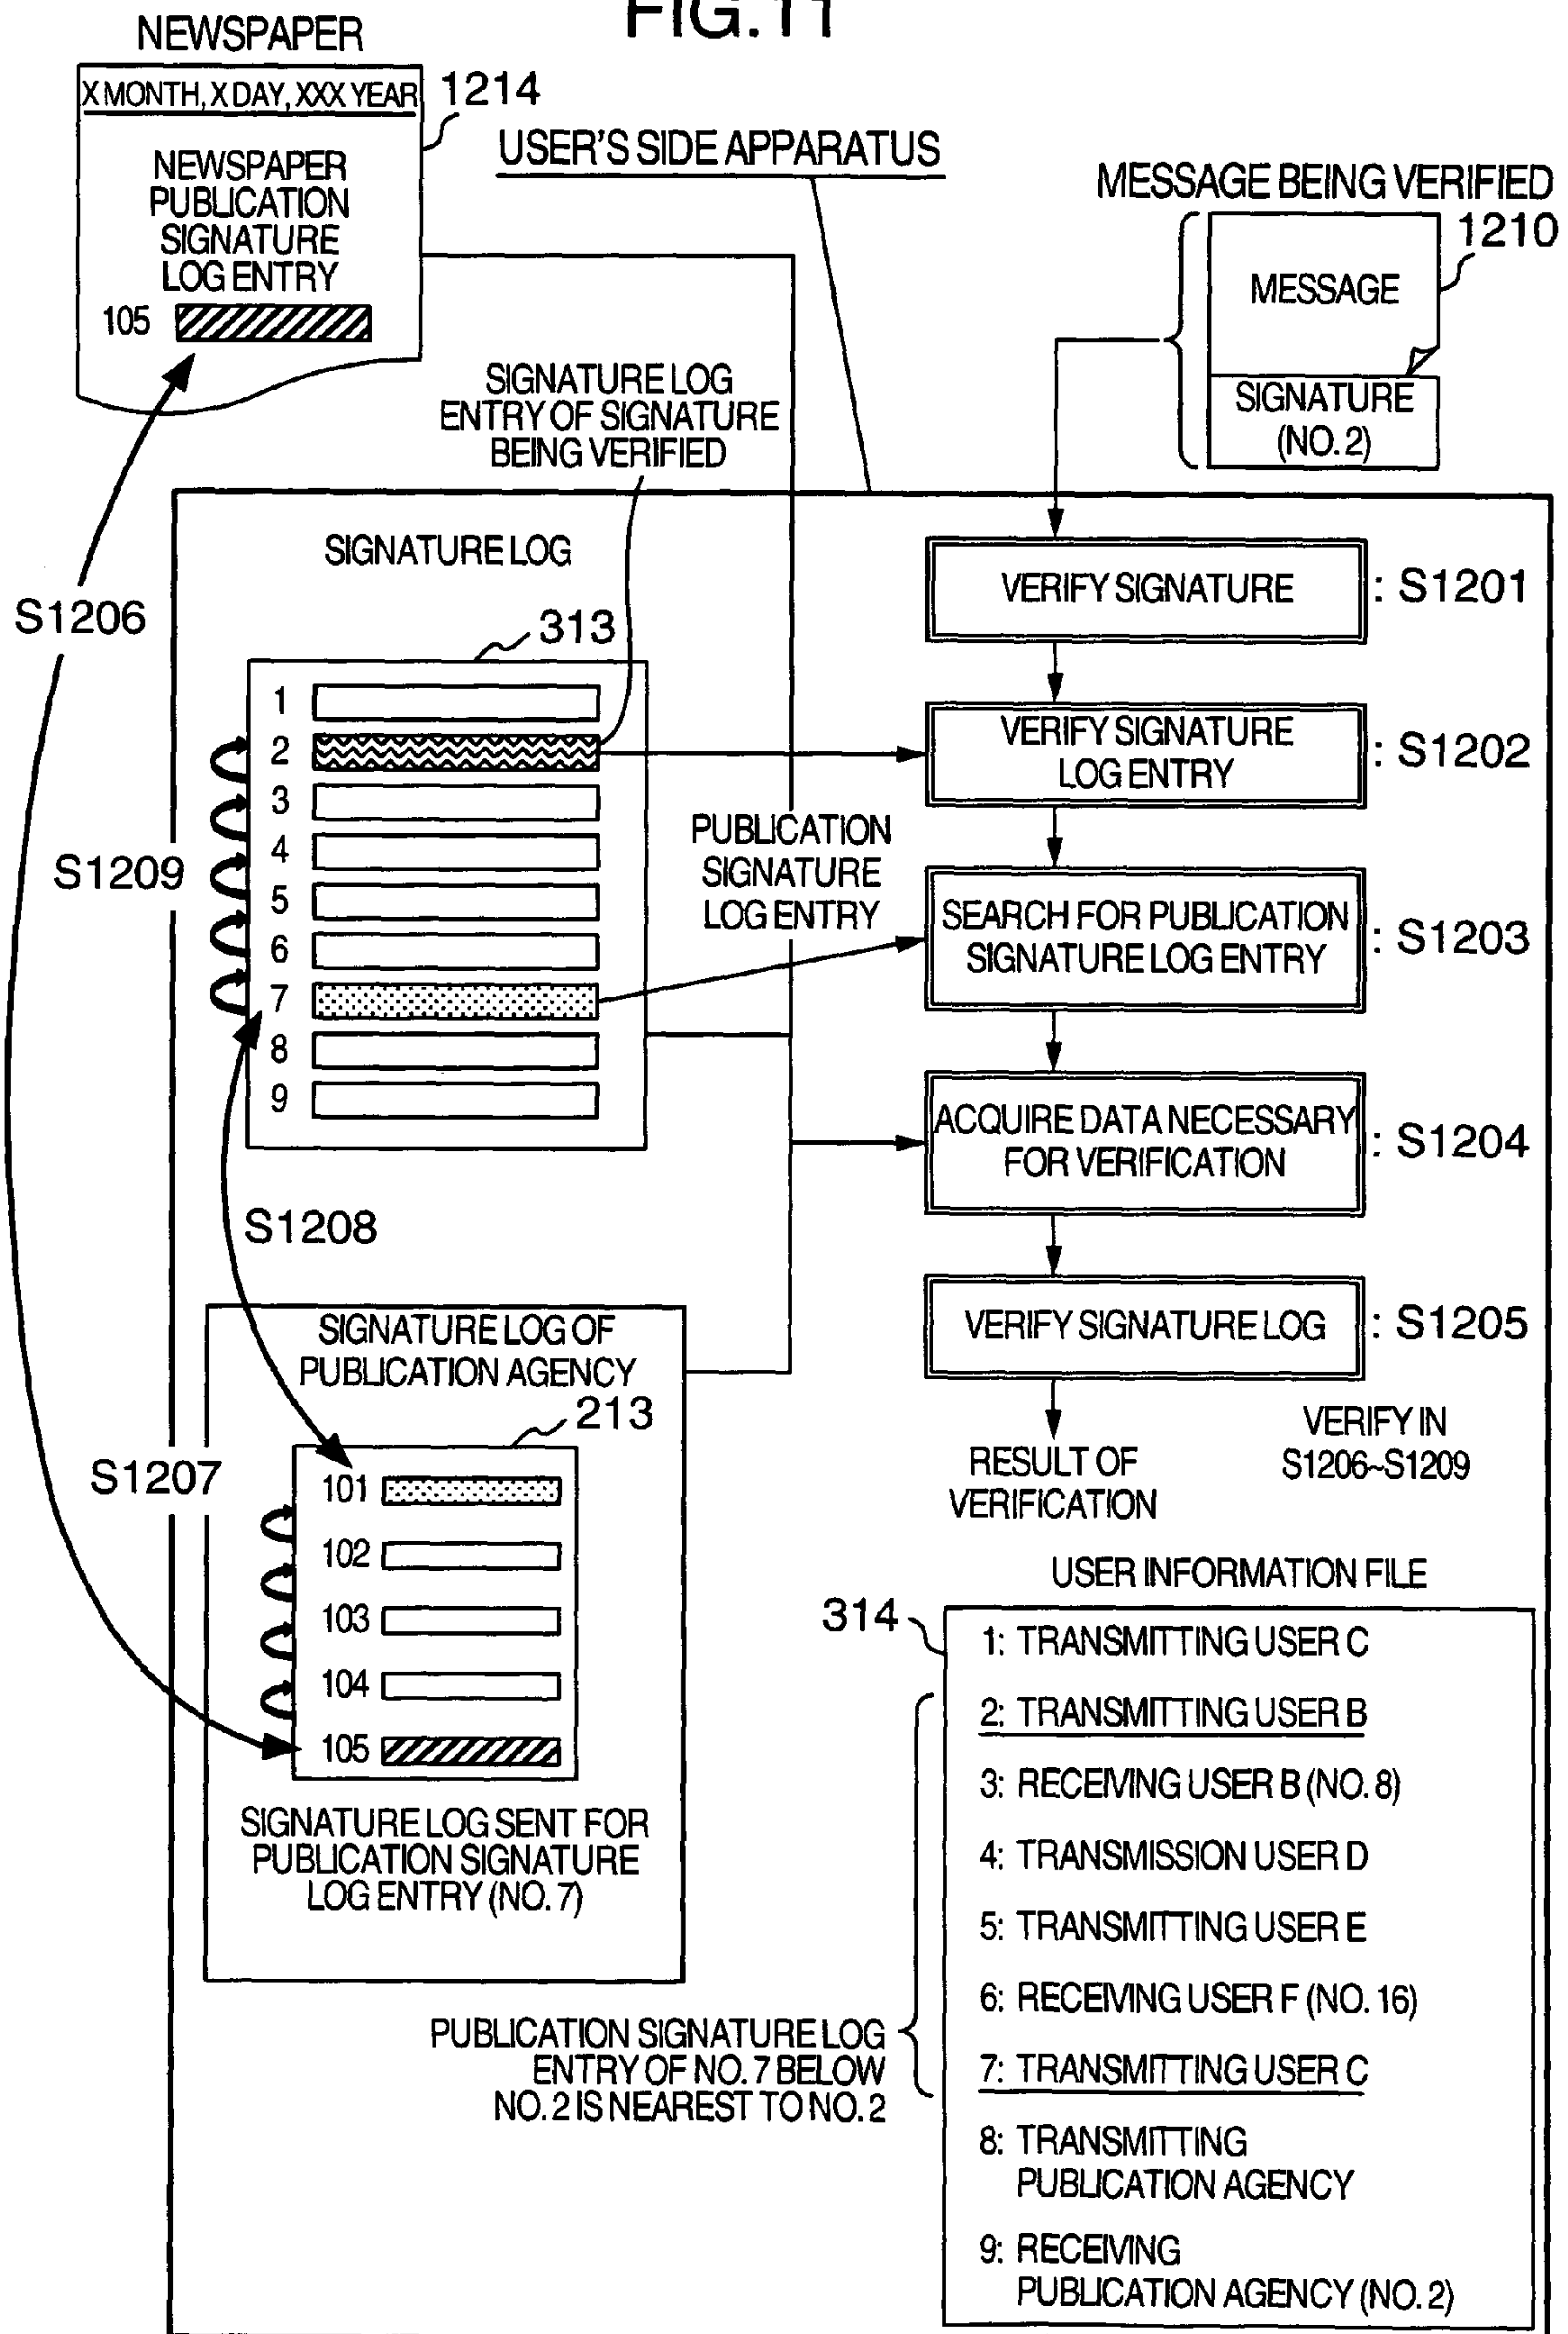 FIG. 11
NEWSPAPER
X MONTH, X DAY, XXX YEAR
1214
NEWSPAPER
PUBLICATION
SIGNATURE
LOG ENTRY
105
USER'S SIDE APPARATUS
MESSAGE BEING VERIFIED
1210
MESSAGE
SIGNATURE
(NO. 2)
SIGNATURE LOG
ENTRY OF SIGNATURE
BEING VERIFIED
S1206
SIGNATURE LOG
313
1
2
3
4
5
6
7
8
9
S1209
PUBLICATION
SIGNATURE
LOG ENTRY
VERIFY SIGNATURE
: S1201
VERIFY SIGNATURE
LOG ENTRY
: S1202
SEARCH FOR PUBLICATION
SIGNATURE LOG ENTRY
: S1203
ACQUIRE DATA NECESSARY
FOR VERIFICATION
: S1204
VERIFY SIGNATURE LOG
: S1205
S1208
RESULT OF
VERIFICATION
VERIFY IN
S1206~S1209
SIGNATURE LOG OF
PUBLICATION AGENCY
213
S1207
101
102
103
104
105
SIGNATURE LOG SENT FOR
PUBLICATION SIGNATURE
LOG ENTRY (NO. 7)
USER INFORMATION FILE
314
1: TRANSMITTING USER C
2: TRANSMITTING USER B
3: RECEIVING USER B (NO. 8)
4: TRANSMISSION USER D
5: TRANSMITTING USER E
6: RECEIVING USER F (NO. 16)
7: TRANSMITTING USER C
8: TRANSMITTING
PUBLICATION AGENCY
9: RECEIVING
PUBLICATION AGENCY (NO. 2)
PUBLICATION SIGNATURE LOG
ENTRY OF NO. 7 BELOW
NO. 2 IS NEAREST TO NO. 2